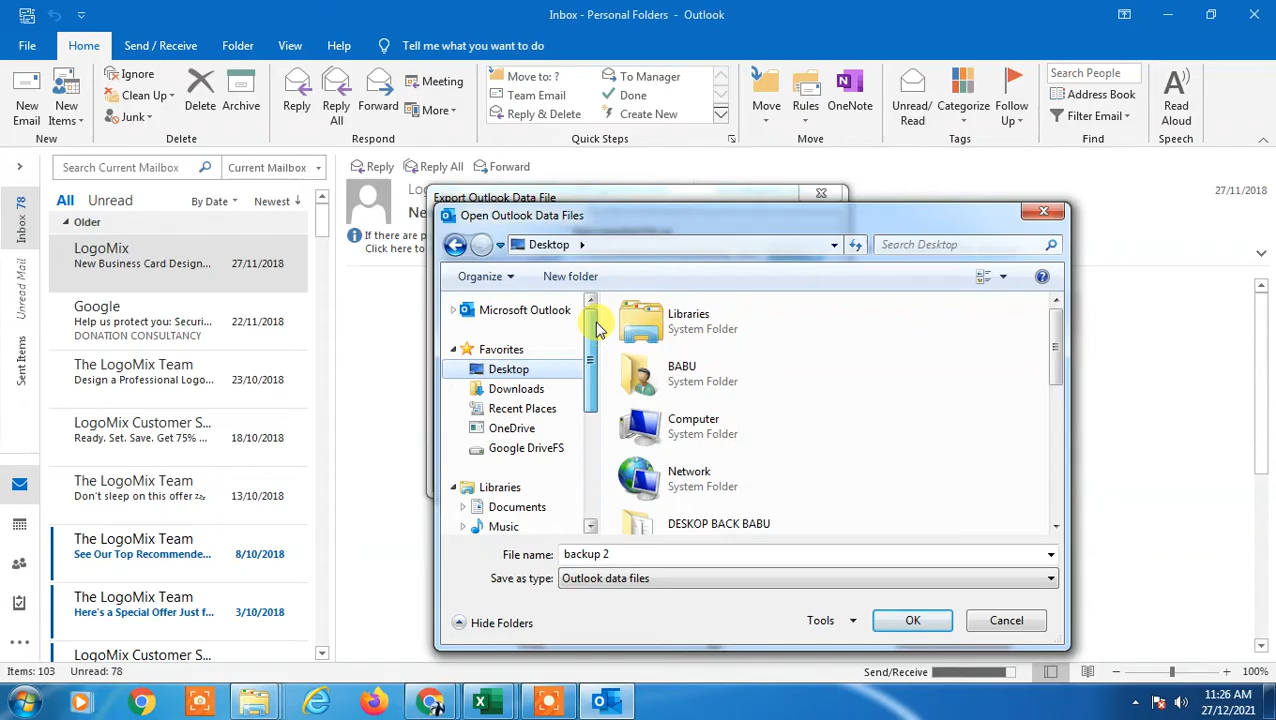 Inbox - Personal Folders - Outlook
File Home Send / Receive Folder View Help Tell me what you want to do
New Email
New Items
Ignore
Clean Up
Junk
Delete
Archive
Reply
Reply All
Forward
Meeting
More
Move to: ?
Team Email
Reply & Delete
To Manager
Done
Create New
Move
Rules
OneNote
Unread/ Read
Categorize
Follow Up
Search People
Address Book
Filter Email
Read Aloud
New Delete Respond Quick Steps Move Tags Find Speech
Search Current Mailbox Current Mailbox
Reply Reply All Forward
All Unread By Date Newest
Older
LogoMix
New Business Card Design... 27/11/2018
Google
Help us protect you: Securi... 22/11/2018
DONATION CONSULTANCY
The LogoMix Team
Design a Professional Logo... 23/10/2018
LogoMix Customer S...
Ready. Set. Save. Get 75% ... 18/10/2018
The LogoMix Team
Don't sleep on this offer 13/10/2018
The LogoMix Team
See Our Top Recommende... 8/10/2018
The LogoMix Team
Here's a Special Offer Just f... 3/10/2018
LogoMix Customer S...
Inbox 78
Unread Mail
Sent Items
27/11/2018
If there are p
Click here to
Export Outlook Data File
Open Outlook Data Files
Desktop
Search Desktop
Organize New folder
Microsoft Outlook
Favorites
Desktop
Downloads
Recent Places
OneDrive
Google DriveFS
Libraries
Documents
Music
Libraries
System Folder
BABU
System Folder
Computer
System Folder
Network
System Folder
DESKOP BACK BABU
File name: backup 2
Save as type: Outlook data files
Hide Folders Tools OK Cancel
Items: 103 Unread: 78 Send/Receive 100%
11:26 AM
27/12/2021